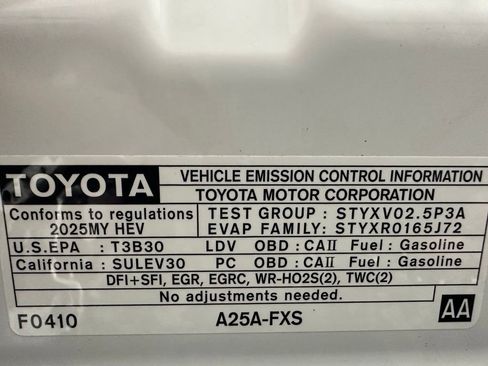 TOYOTA VEHICLE EMISSION CONTROL INFORMATION
TOYOTA MOTOR CORPORATION
Conforms to regulations TEST GROUP : STYXV02.5P3A
2025MY HEV EVAP FAMILY: STYXR0165J72
U.S.EPA : T3B30 LDV OBD : CAII Fuel : Gasoline
California : SULEV30 PC OBD : CAII Fuel : Gasoline
DFI+SFI, EGR, EGRC, WR-HO2S(2), TWC(2)
No adjustments needed.
F0410 A25A-FXS AA